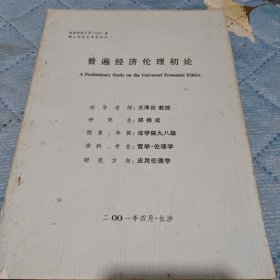 普遍经济伦理初论
A Preliminary Study on the Universal Economic Ethics
指导老师:王泽应 教授
研究生:郑根成
院系、年级:法学院九八级
学科、专业:哲学·伦理学
研究方向:应用伦理学
二〇〇一年四月·长沙